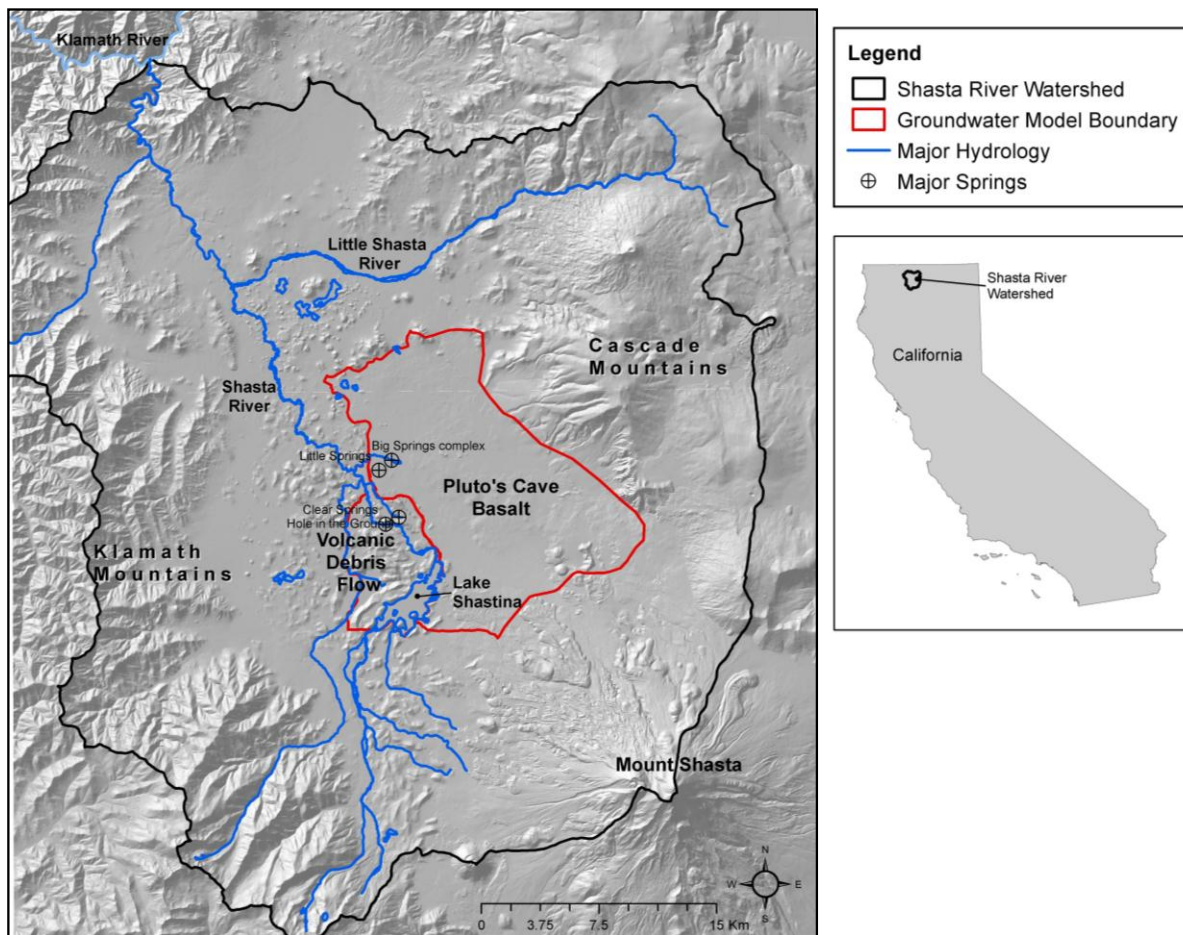 Klamath River
Little Shasta
River
Cascade
Mountains
Shasta
River
Big Springs complex
Little Springs
Pluto's Cave
Basalt
Clear Springs
Hole in the Ground
Volcanic
Debris
Flow
Klamath
Mountains
Lake
Shastina
Mount Shasta
N
W
E
S
0 3.75 7.5 15 Km
Legend
Shasta River Watershed
Groundwater Model Boundary
Major Hydrology
Major Springs
Shasta River
Watershed
California